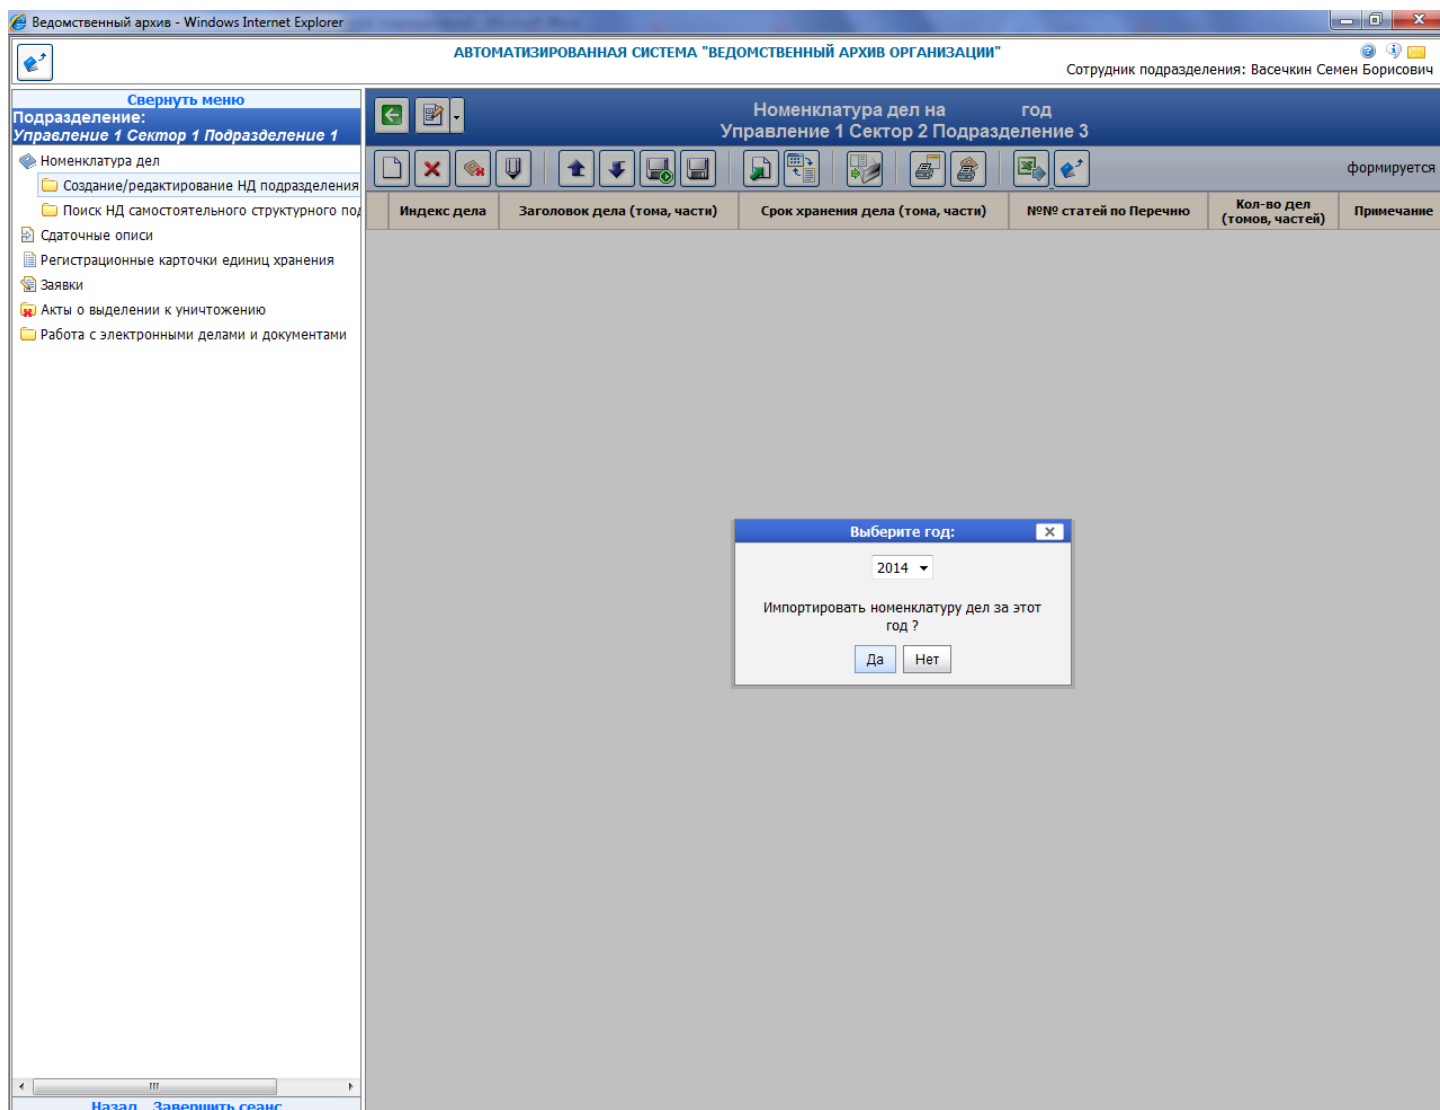 Ведомственный архив - Windows Internet Explorer
АВТОМАТИЗИРОВАННАЯ СИСТЕМА "ВЕДОМСТВЕННЫЙ АРХИВ ОРГАНИЗАЦИИ"
Сотрудник подразделения: Васечкин Семен Борисович
Свернуть меню
Подразделение:
Управление 1 Сектор 1 Подразделение 1
Номенклатура дел
Создание/редактирование НД подразделения
Поиск НД самостоятельного структурного под
Сдаточные описи
Регистрационные карточки единиц хранения
Заявки
Акты о выделении к уничтожению
Работа с электронными делами и документами
Назад Завершить сеанс
Номенклатура дел на год
Управление 1 Сектор 2 Подразделение 3
формируется
Индекс дела
Заголовок дела (тома, части)
Срок хранения дела (тома, части)
№№ статей по Перечню
Кол-во дел
(томов, частей)
Примечание
Выберите год:
2014
Импортировать номенклатуру дел за этот
год ?
Да Нет